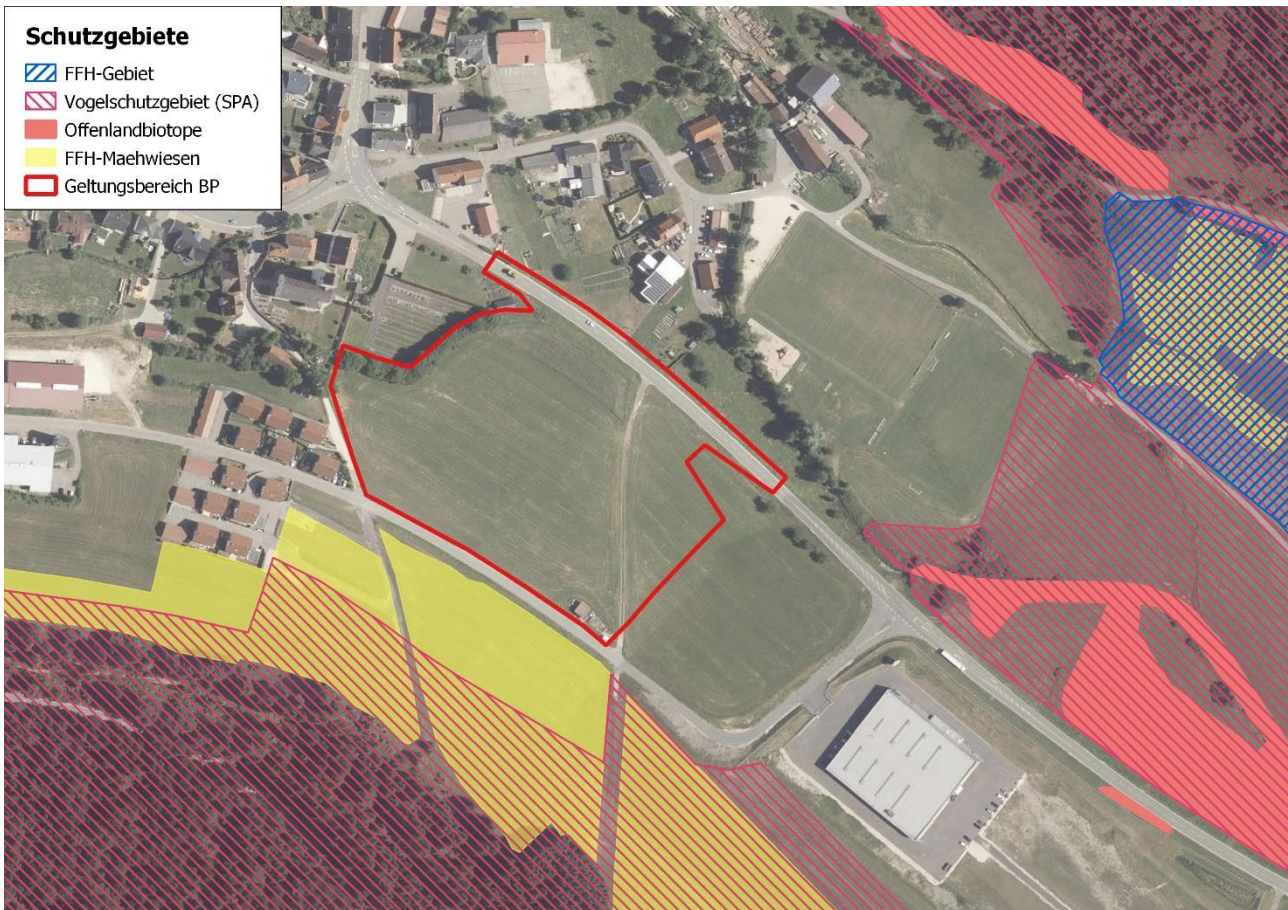 Schutzgebiete
FFH-Gebiet
Vogelschutzgebiet (SPA)
Offenlandbiotope
FFH-Maehwiesen
Geltungsbereich BP